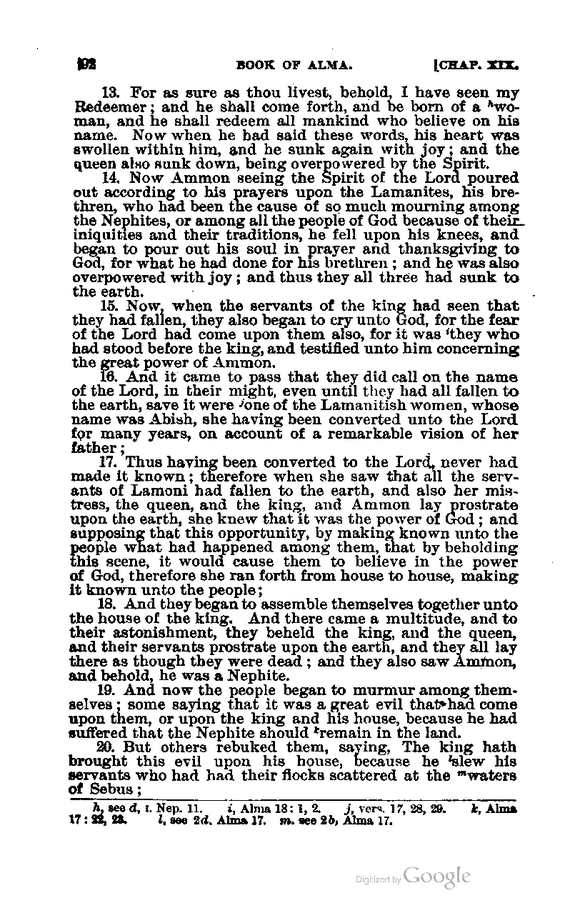 192 BOOK OF ALMA. [CHAP. XIX.
13. For as sure as thou livest, behold, I have seen my
Redeemer; and he shall come forth, and be born of a ʰwo-
man, and he shall redeem all mankind who believe on his
name. Now when he had said these words, his heart was
swollen within him, and he sunk again with joy; and the
queen also sunk down, being overpowered by the Spirit.
14. Now Ammon seeing the Spirit of the Lord poured
out according to his prayers upon the Lamanites, his bre-
thren, who had been the cause of so much mourning among
the Nephites, or among all the people of God because of their
iniquities and their traditions, he fell upon his knees, and
began to pour out his soul in prayer and thanksgiving to
God, for what he had done for his brethren; and he was also
overpowered with joy; and thus they all three had sunk to
the earth.
15. Now, when the servants of the king had seen that
they had fallen, they also began to cry unto God, for the fear
of the Lord had come upon them also, for it was ⁱthey who
had stood before the king, and testified unto him concerning
the great power of Ammon.
16. And it came to pass that they did call on the name
of the Lord, in their might, even until they had all fallen to
the earth, save it were ʲone of the Lamanitish women, whose
name was Abish, she having been converted unto the Lord
for many years, on account of a remarkable vision of her
father;
17. Thus having been converted to the Lord, never had
made it known; therefore when she saw that all the serv-
ants of Lamoni had fallen to the earth, and also her mis-
tress, the queen, and the king, and Ammon lay prostrate
upon the earth, she knew that it was the power of God; and
supposing that this opportunity, by making known unto the
people what had happened among them, that by beholding
this scene, it would cause them to believe in the power
of God, therefore she ran forth from house to house, making
it known unto the people;
18. And they began to assemble themselves together unto
the house of the king. And there came a multitude, and to
their astonishment, they beheld the king, and the queen,
and their servants prostrate upon the earth, and they all lay
there as though they were dead; and they also saw Ammon,
and behold, he was a Nephite.
19. And now the people began to murmur among them-
selves; some saying that it was a great evil that had come
upon them, or upon the king and his house, because he had
suffered that the Nephite should ᵏremain in the land.
20. But others rebuked them, saying, The king hath
brought this evil upon his house, because he ˡslew his
servants who had had their flocks scattered at the ᵐwaters
of Sebus;
h, see d, 1. Nep. 11. i, Alma 18: 1, 2. j, vers. 17, 28, 29. k, Alma
17: 22, 23. l, see 2d, Alma 17. m. see 2b, Alma 17.
Digitized by Google